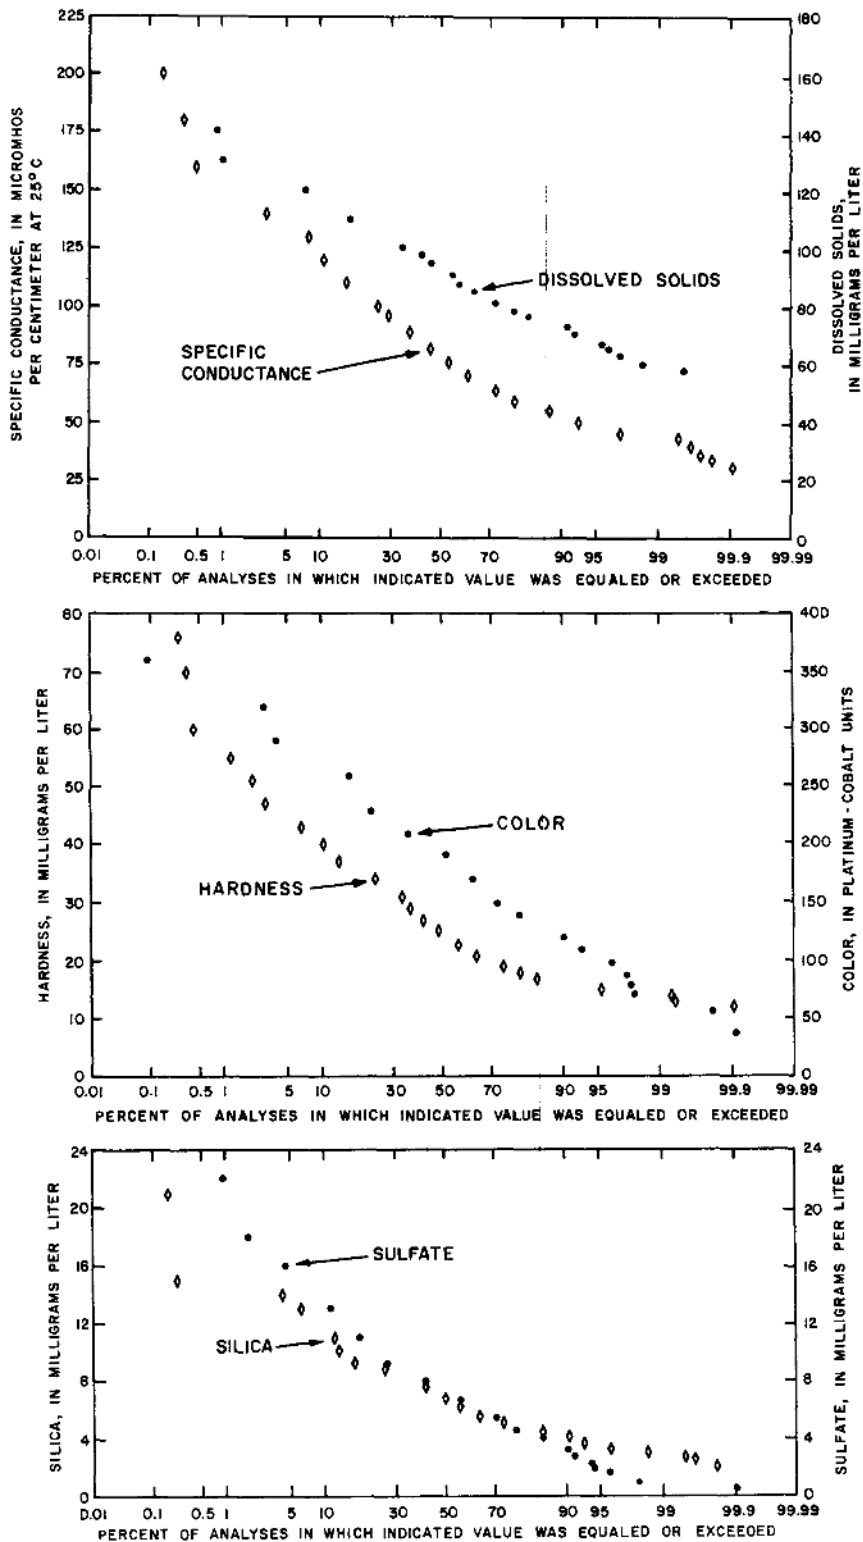 225
200
175
150
125
100
75
50
25
0
SPECIFIC CONDUCTANCE, IN MICROMHOS
PER CENTIMETER AT 25°C
180
160
140
120
100
80
60
40
20
0
DISSOLVED SOLIDS,
IN MILLIGRAMS PER LITER
DISSOLVED SOLIDS
SPECIFIC
CONDUCTANCE
0.01 0.1 0.5 1 5 10 30 50 70 90 95 99 99.9 99.99
PERCENT OF ANALYSES IN WHICH INDICATED VALUE WAS EQUALED OR EXCEEDED
80
70
60
50
40
30
20
10
0
HARDNESS, IN MILLIGRAMS PER LITER
400
350
300
250
200
150
100
50
0
COLOR, IN PLATINUM-COBALT UNITS
COLOR
HARDNESS
0.01 0.1 0.5 1 5 10 30 50 70 90 95 99 99.9 99.99
PERCENT OF ANALYSES IN WHICH INDICATED VALUE WAS EQUALED OR EXCEEDED
24
20
16
12
8
4
0
SILICA, IN MILLIGRAMS PER LITER
24
20
16
12
8
4
0
SULFATE, IN MILLIGRAMS PER LITER
SULFATE
SILICA
0.01 0.1 0.5 1 5 10 30 50 70 90 95 99 99.9 99.99
PERCENT OF ANALYSES IN WHICH INDICATED VALUE WAS EQUALED OR EXCEEDED